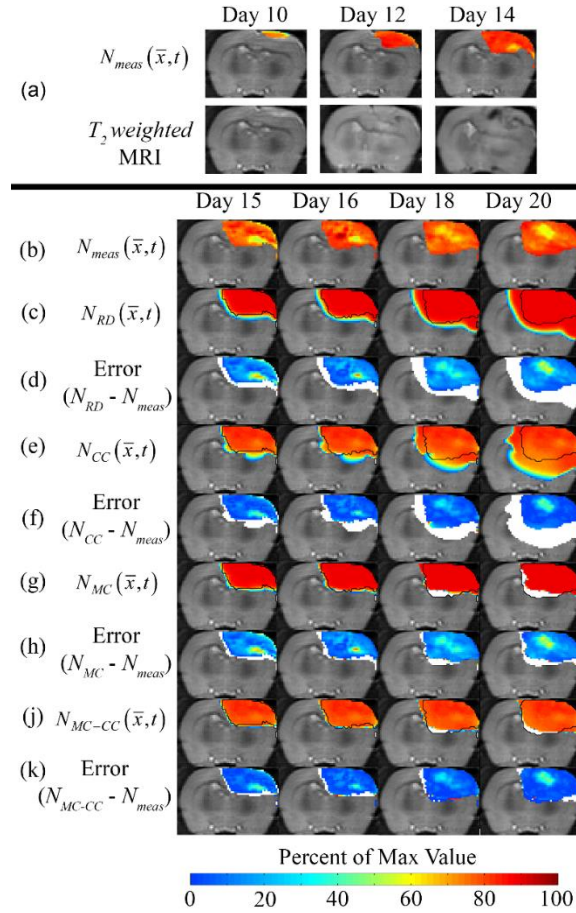 Day 10 Day 12 Day 14
(a) N_meas(x̄,t)
T₂ weighted
MRI
Day 15 Day 16 Day 18 Day 20
(b) N_meas(x̄,t)
(c) N_RD(x̄,t)
(d) Error
(N_RD - N_meas)
(e) N_CC(x̄,t)
(f) Error
(N_CC - N_meas)
(g) N_MC(x̄,t)
(h) Error
(N_MC - N_meas)
(j) N_MC-CC(x̄,t)
(k) Error
(N_MC-CC - N_meas)
Percent of Max Value
0 20 40 60 80 100